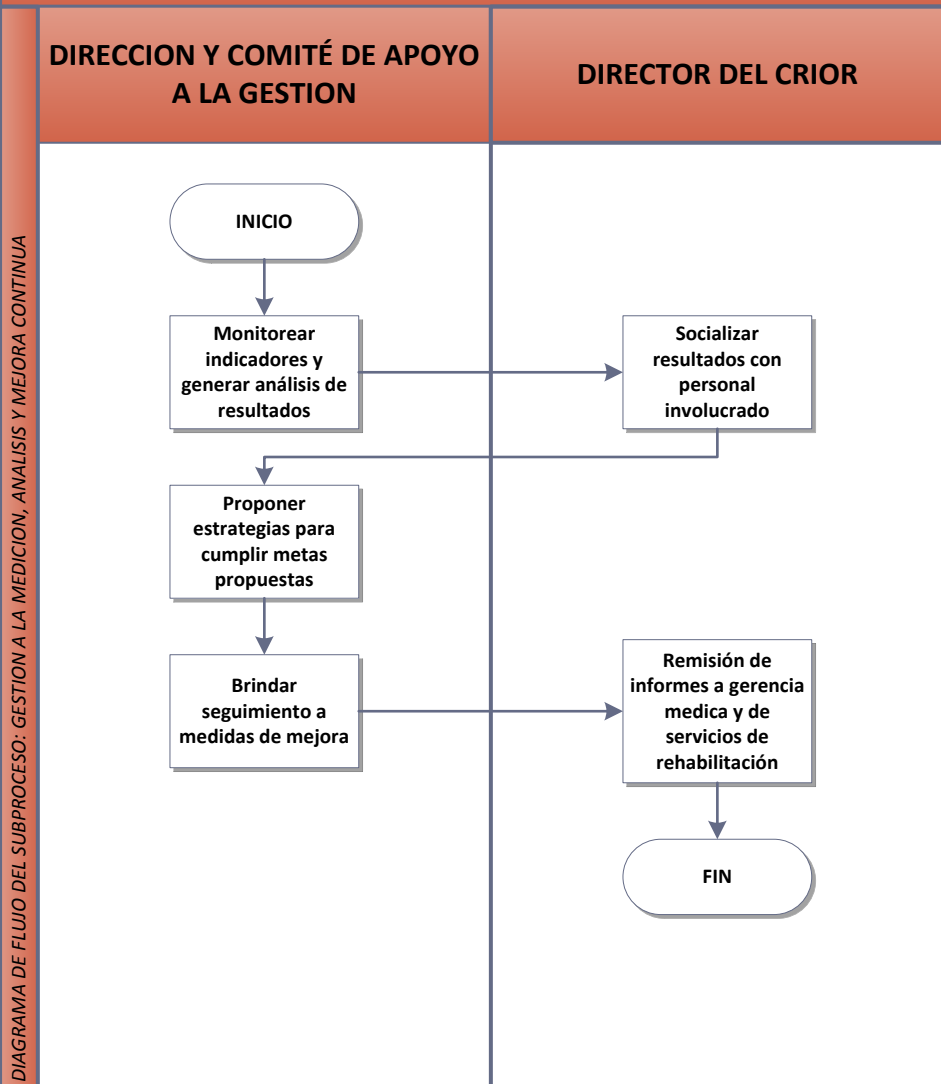 DIRECCION Y COMITÉ DE APOYO
A LA GESTION
DIRECTOR DEL CRIOR
DIAGRAMA DE FLUJO DEL SUBPROCESO: GESTION A LA MEDICION, ANALISIS Y MEJORA CONTINUA
INICIO
Monitorear
indicadores y
generar análisis de
resultados
Socializar
resultados con
personal
involucrado
Proponer
estrategias para
cumplir metas
propuestas
Brindar
seguimiento a
medidas de mejora
Remisión de
informes a gerencia
medica y de
servicios de
rehabilitación
FIN